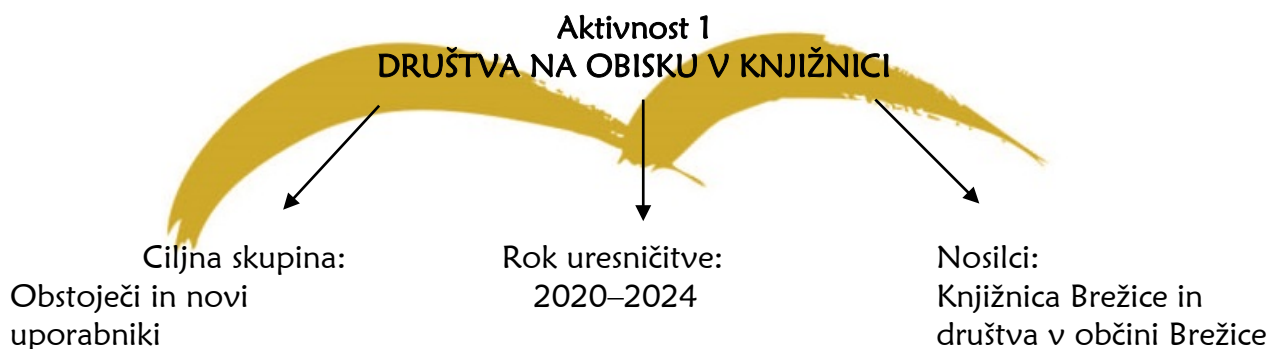 Aktivnost 1
DRUŠTVA NA OBISKU V KNJIŽNICI
Ciljna skupina:
Obstoječi in novi
uporabniki
Rok uresničitve:
2020–2024
Nosilci:
Knjižnica Brežice in
društva v občini Brežice